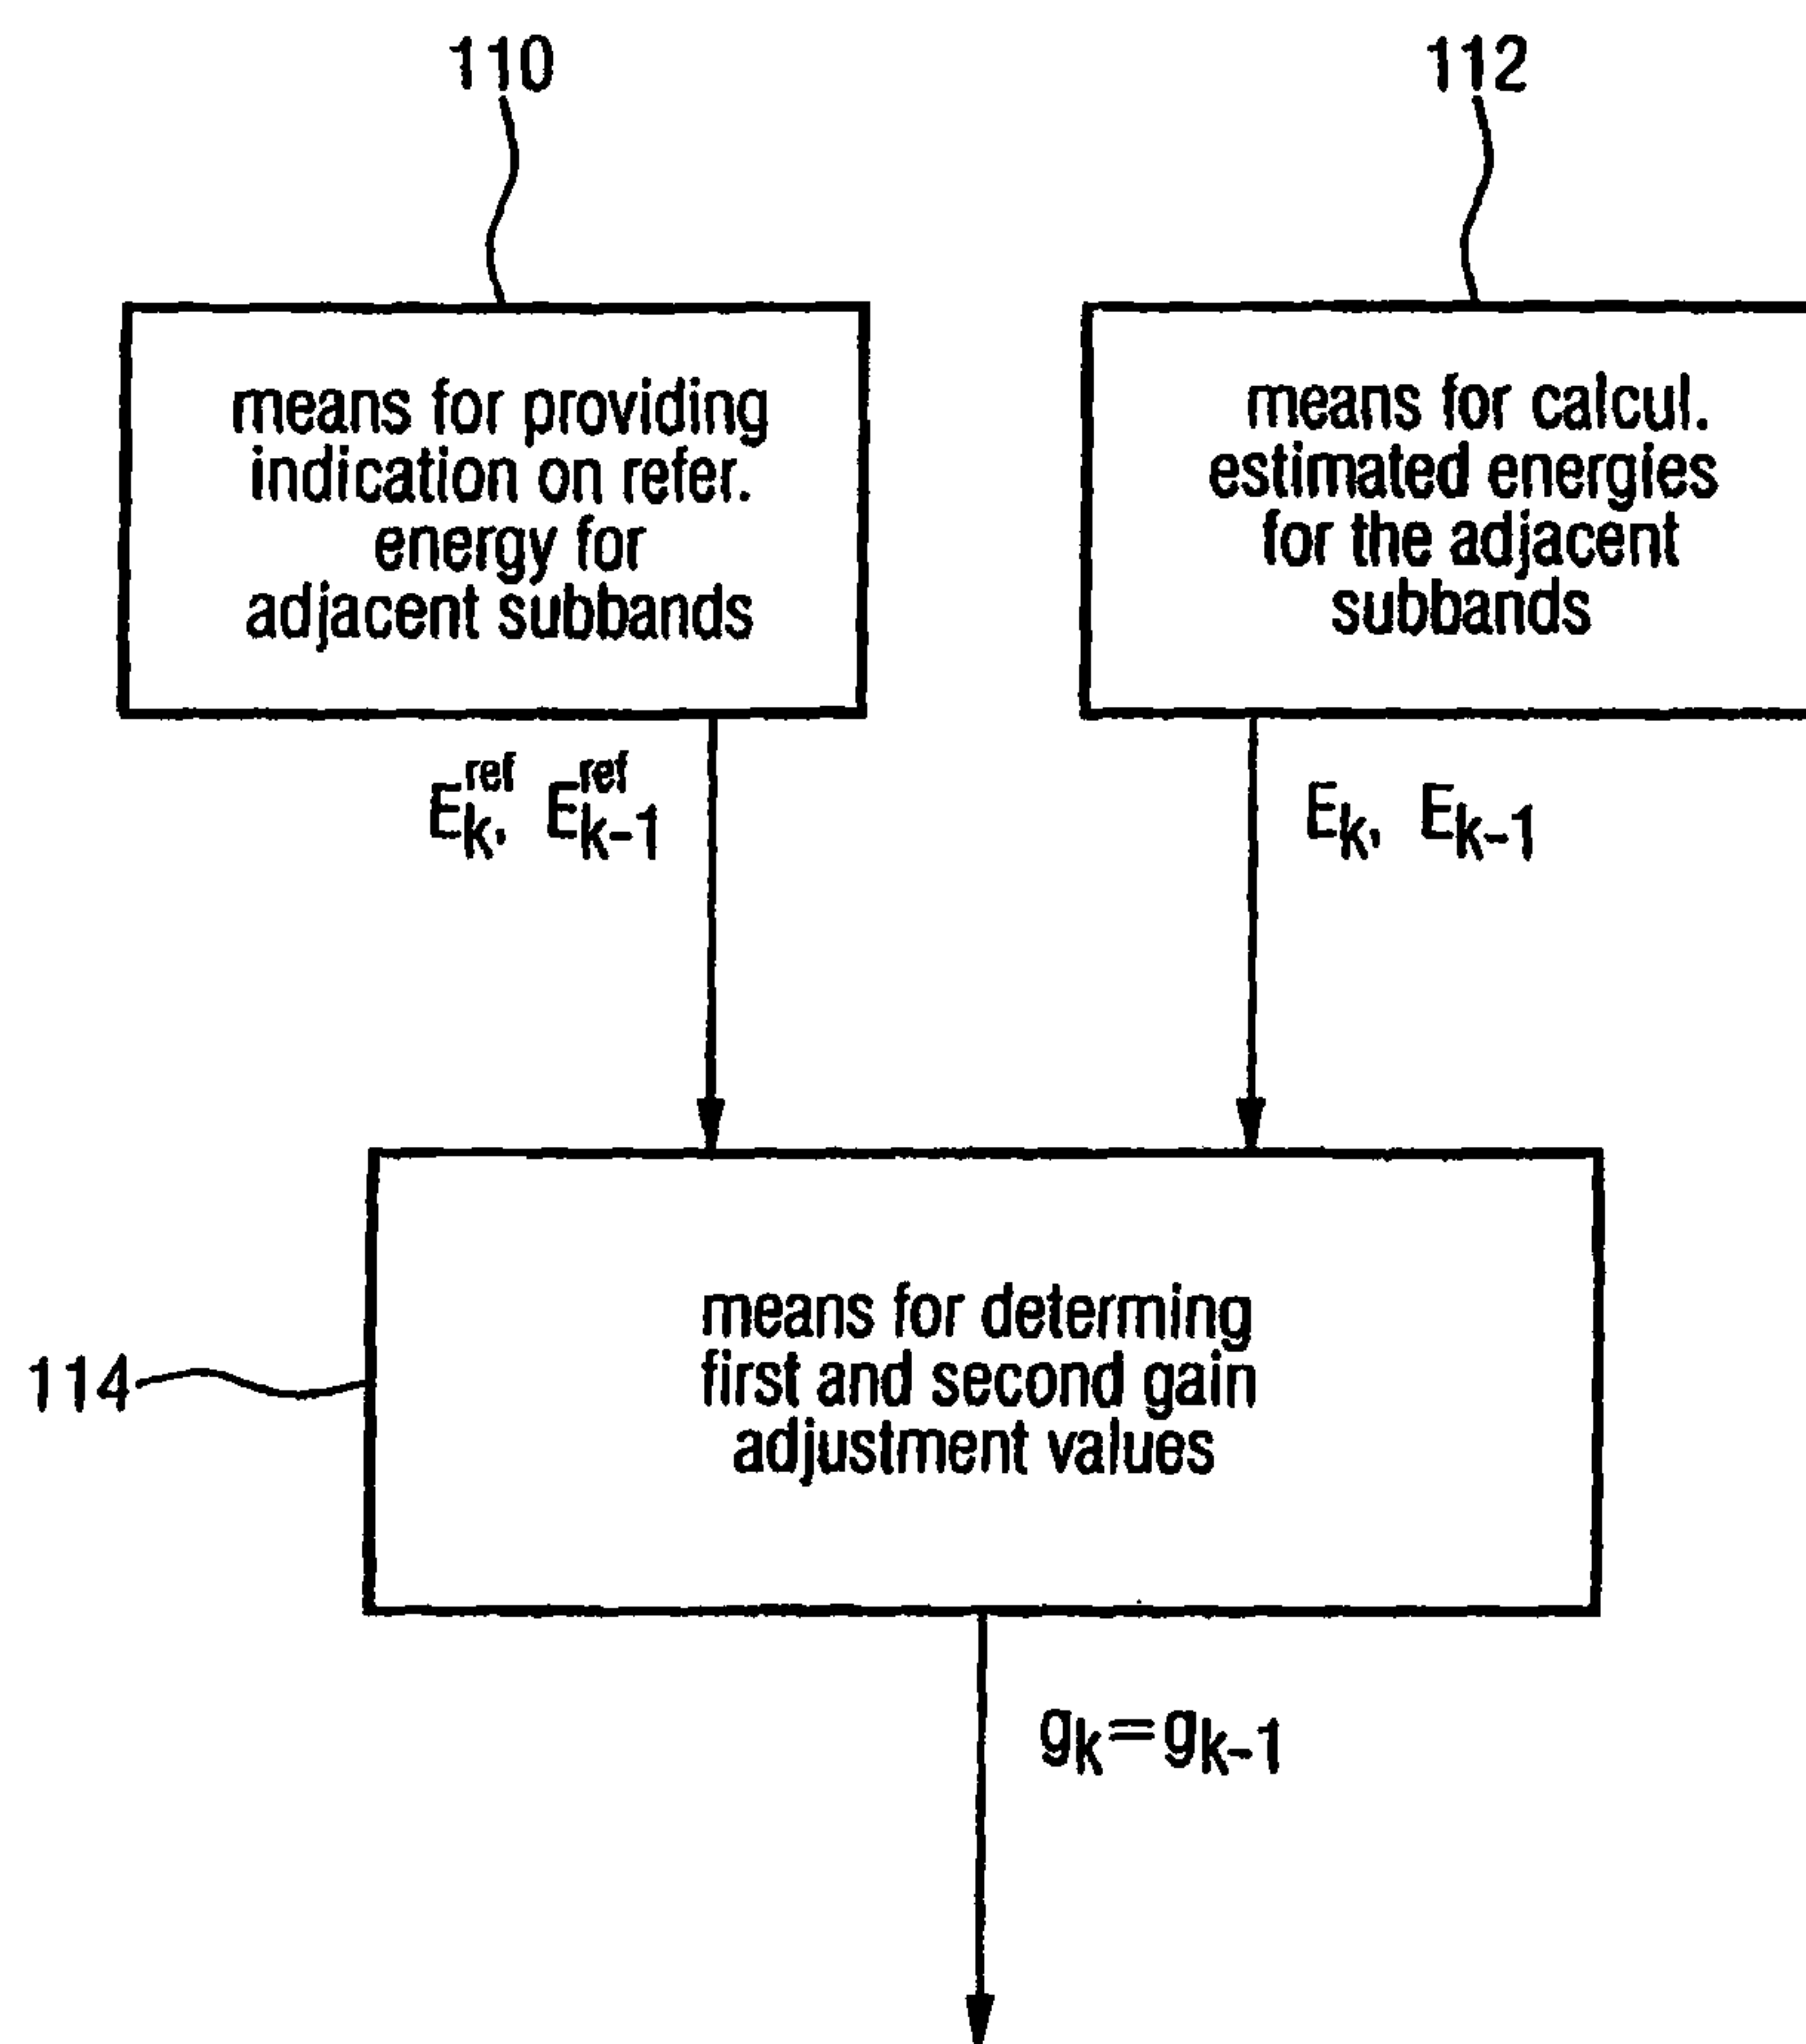 110
112
means for providing
indication on refer.
energy for
adjacent subbands
means for calcul.
estimated energies
for the adjacent
subbands
E_k^ref, E_k-1^ref
E_k, E_k-1
114
means for determing
first and second gain
adjustment values
g_k=g_k-1